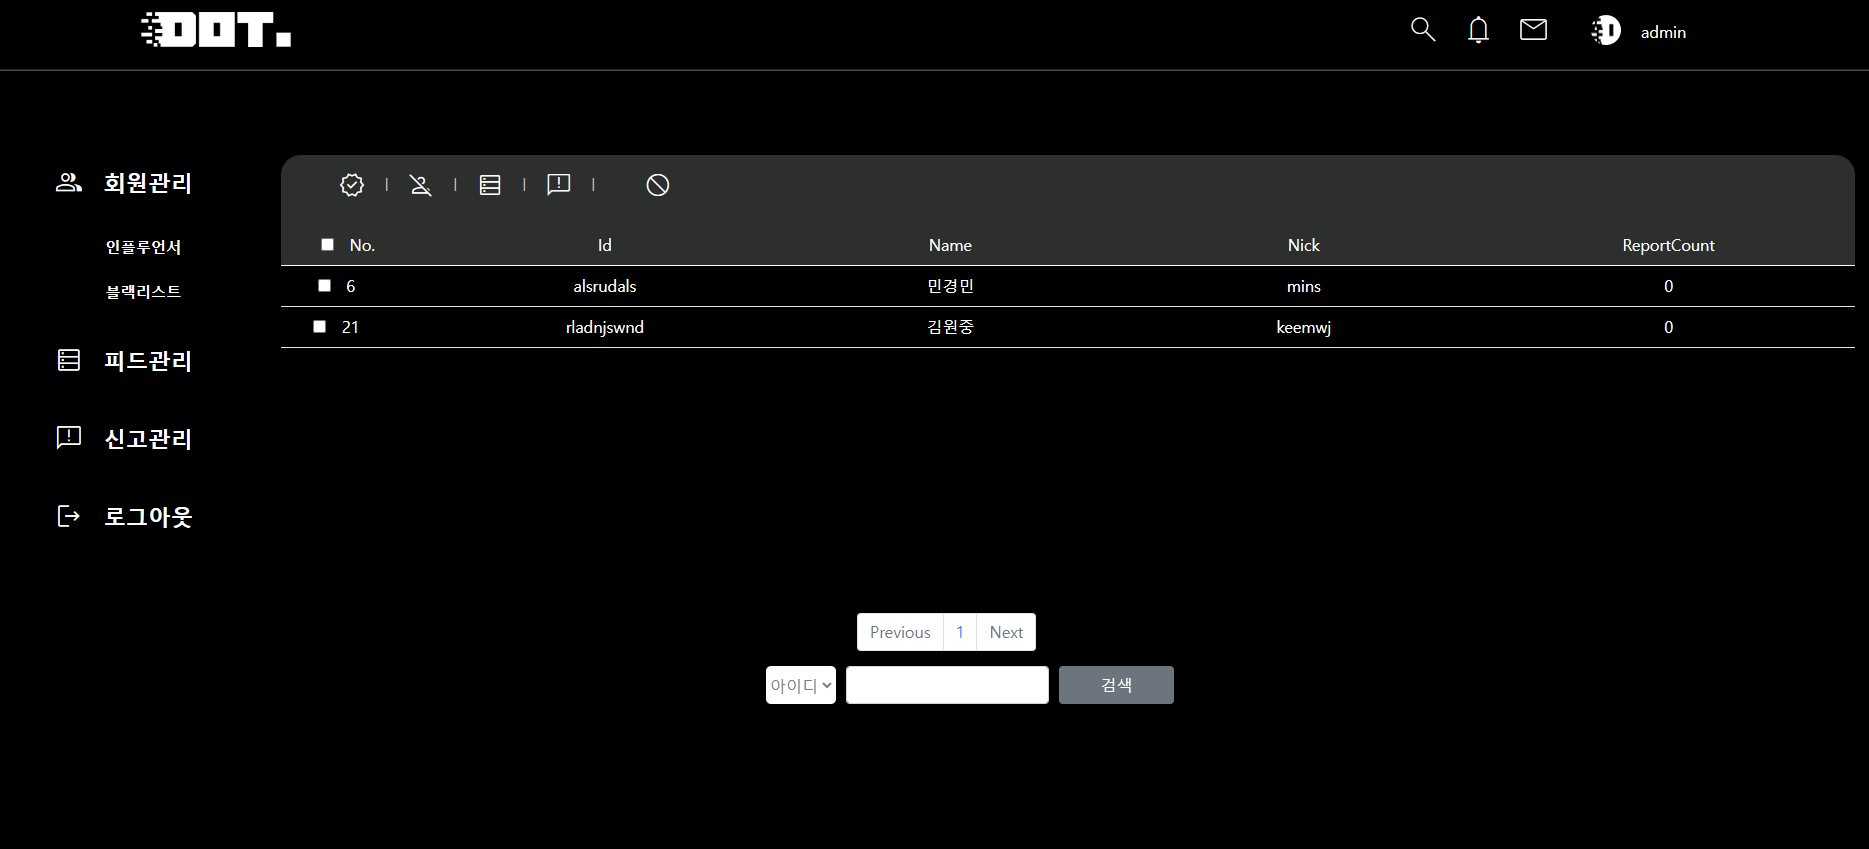 DOT.
admin
회원관리
인플루언서
블랙리스트
피드관리
신고관리
로그아웃
No. Id Name Nick ReportCount
6 alsrudals 민경민 mins 0
21 rladnjswnd 김원중 keemwj 0
Previous 1 Next
아이디 검색